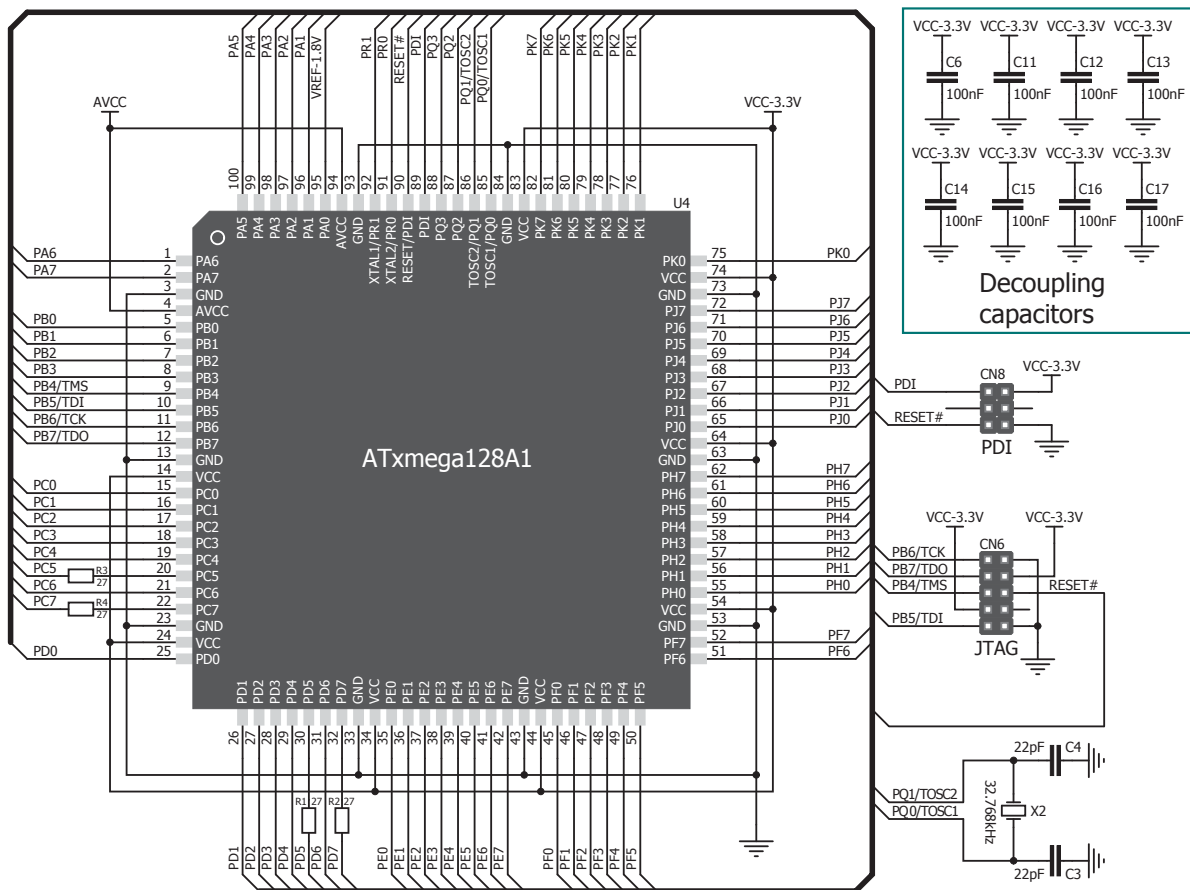 PA5
PA4
PA3
PA2
PA1
VREF-1.8V
PR1
PR0
RESET#
PDI
PQ3
PQ2
PQ1/TOSC2
PQ0/TOSC1
PK7
PK6
PK5
PK4
PK3
PK2
PK1
AVCC
VCC-3.3V
100
99
98
97
96
95
94
93
92
91
90
89
88
87
86
85
84
83
82
81
80
79
78
77
76
U4
PA5
PA4
PA3
PA2
PA1
PA0
AVCC
GND
XTAL1/PR1
XTAL2/PR0
RESET/PDI
PDI
PQ3
PQ2
TOSC2/PQ1
TOSC1/PQ0
GND
VCC
PK7
PK6
PK5
PK4
PK3
PK2
PK1
PA6 1 PA6
PA7 2 PA7
3 GND
4 AVCC
PB0 5 PB0
PB1 6 PB1
PB2 7 PB2
PB3 8 PB3
PB4/TMS 9 PB4
PB5/TDI 10 PB5
PB6/TCK 11 PB6
PB7/TDO 12 PB7
13 GND
14 VCC
PC0 15 PC0
PC1 16 PC1
PC2 17 PC2
PC3 18 PC3
PC4 19 PC4
PC5 R3 27 20 PC5
PC6 21 PC6
PC7 R4 27 22 PC7
23 GND
24 VCC
PD0 25 PD0
ATxmega128A1
PK0 75 PK0
VCC 74
GND 73
PJ7 72 PJ7
PJ6 71 PJ6
PJ5 70 PJ5
PJ4 69 PJ4
PJ3 68 PJ3
PJ2 67 PJ2
PJ1 66 PJ1
PJ0 65 PJ0
VCC 64
GND 63
PH7 62 PH7
PH6 61 PH6
PH5 60 PH5
PH4 59 PH4
PH3 58 PH3
PH2 57 PH2
PH1 56 PH1
PH0 55 PH0
VCC 54
GND 53
PF7 52 PF7
PF6 51 PF6
PD1
PD2
PD3
PD4
PD5
PD6
PD7
GND
VCC
PE0
PE1
PE2
PE3
PE4
PE5
PE6
PE7
GND
VCC
PF0
PF1
PF2
PF3
PF4
PF5
26
27
28
29
30
31
32
33
34
35
36
37
38
39
40
41
42
43
44
45
46
47
48
49
50
R1 27
R2 27
PD1
PD2
PD3
PD4
PD5
PD6
PD7
PE0
PE1
PE2
PE3
PE4
PE5
PE6
PE7
PF0
PF1
PF2
PF3
PF4
PF5
VCC-3.3V VCC-3.3V VCC-3.3V VCC-3.3V
C6 C11 C12 C13
100nF 100nF 100nF 100nF
VCC-3.3V VCC-3.3V VCC-3.3V VCC-3.3V
C14 C15 C16 C17
100nF 100nF 100nF 100nF
Decoupling
capacitors
CN8 VCC-3.3V
PDI
RESET#
PDI
VCC-3.3V VCC-3.3V
CN6
PB6/TCK
PB7/TDO
PB4/TMS RESET#
PB5/TDI
JTAG
22pF C4
PQ1/TOSC2
PQ0/TOSC1
32.768kHz
X2
22pF C3